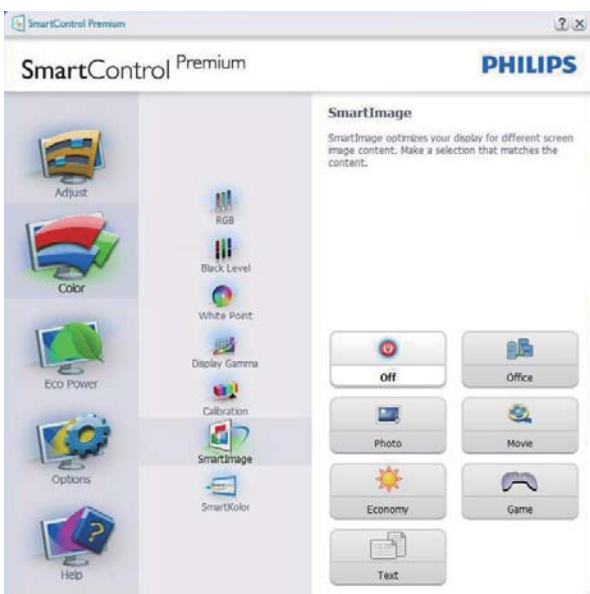 SmartControl Premium
SmartControl Premium
PHILIPS
Adjust
Color
Eco Power
Options
Help
RGB
Black Level
White Point
Display Gamma
Calibration
SmartImage
SmartKolor
SmartImage
SmartImage optimizes your display for different screen
image content. Make a selection that matches the
content.
Off
Office
Photo
Movie
Economy
Game
Text